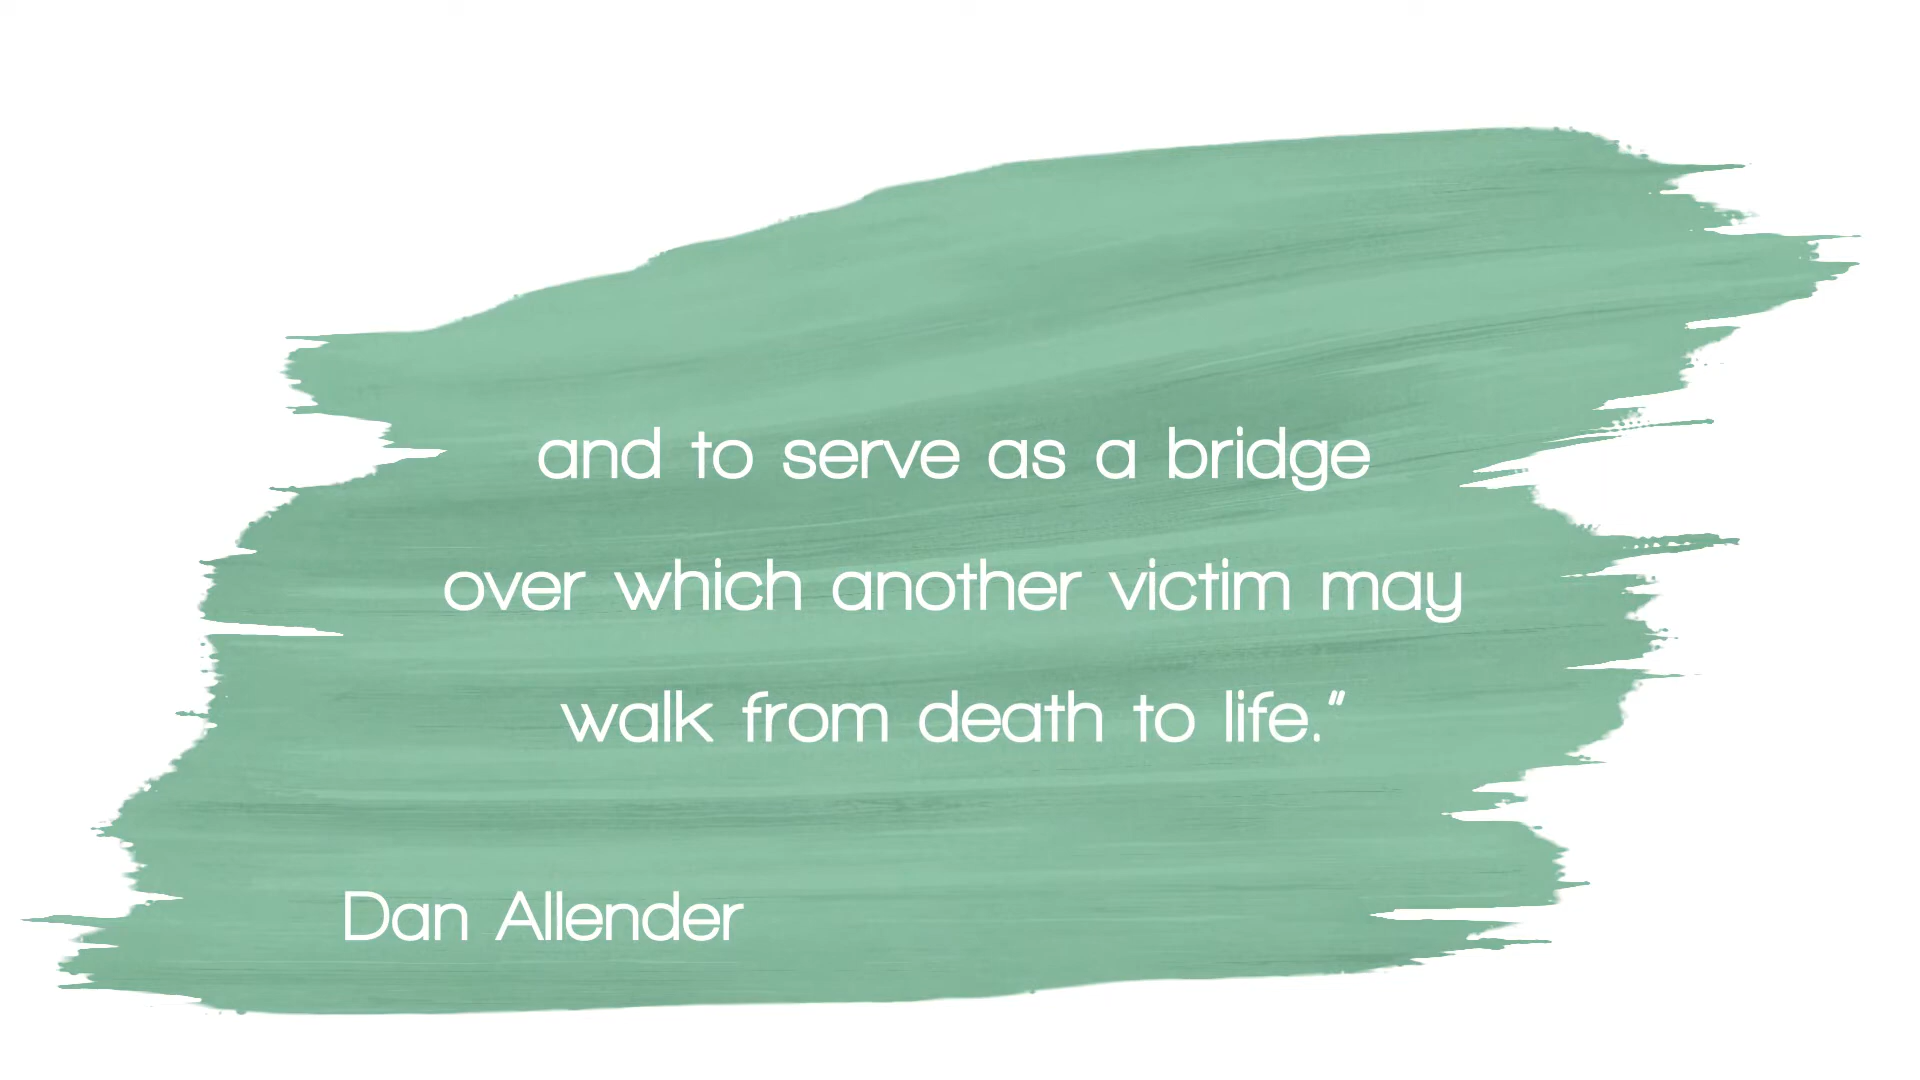 and to serve as a bridge
over which another victim may
walk from death to life.”
Dan Allender